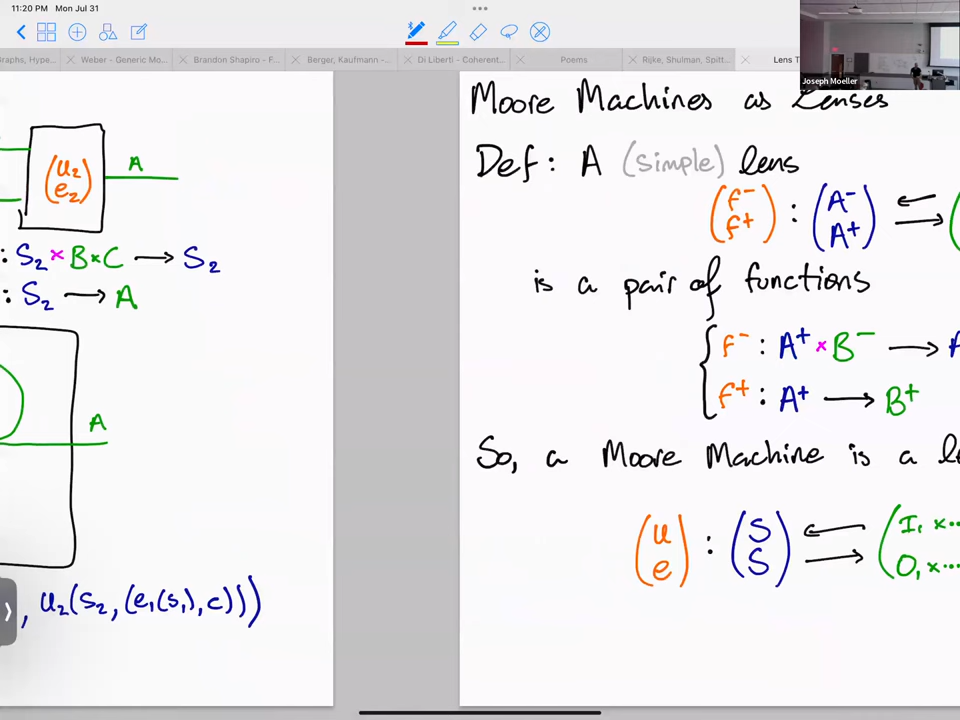 11:20 PM Mon Jul 31
Graphs, Hype...
Weber - Generic Mo...
Brandon Shapiro - F...
Berger, Kaufmann -...
Di Liberti - Coherent...
Poems
Rijke, Shulman, Spitt...
Lens T
Joseph Moeller
(u₂ e₂)
A
: S₂ × B × C → S₂
: S₂ → A
A
, u₂(s₂, (e₁(s₁), c)))
Moore Machines as Lenses
Def: A (simple) lens
(f⁻ f⁺) : (A⁻ A⁺) ⇆ (
is a pair of functions
{ f⁻ : A⁺ × B⁻ → A
f⁺ : A⁺ → B⁺
So, a Moore Machine is a le
(u e) : (S S) ⇆ (I, ×... O, ×...